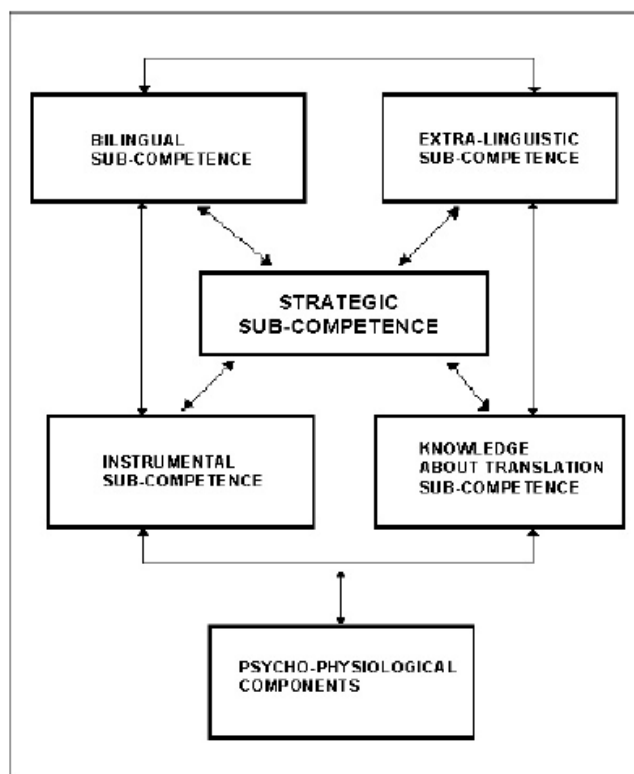 BILINGUAL
SUB-COMPETENCE
EXTRA-LINGUISTIC
SUB-COMPETENCE
STRATEGIC
SUB-COMPETENCE
INSTRUMENTAL
SUB-COMPETENCE
KNOWLEDGE
ABOUT TRANSLATION
SUB-COMPETENCE
PSYCHO-PHYSIOLOGICAL
COMPONENTS